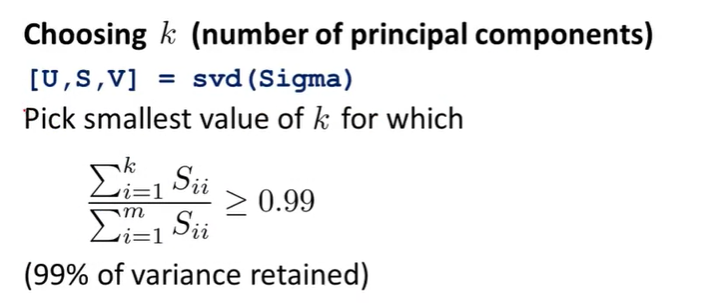 Choosing k (number of principal components)
[U,S,V] = svd(Sigma)
Pick smallest value of k for which
\frac{\sum_{i=1}^{k} S_{ii}}{\sum_{i=1}^{m} S_{ii}} \geq 0.99
(99% of variance retained)